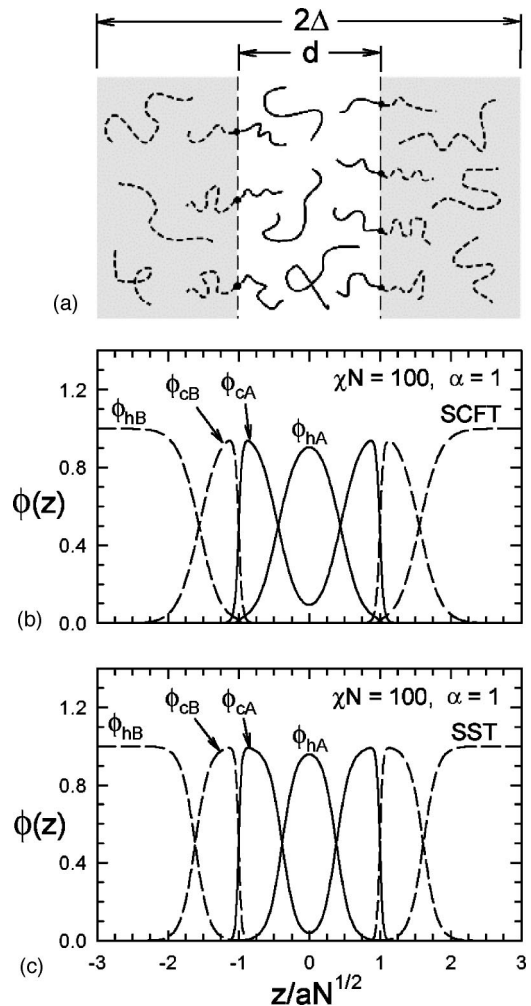 2Δ
d
(a)
ϕhB
ϕcB
ϕcA
ϕhA
χN = 100, α = 1
SCFT
1.2
0.8
0.4
0.0
ϕ(z)
(b)
ϕhB
ϕcB
ϕcA
ϕhA
χN = 100, α = 1
SST
1.2
0.8
0.4
0.0
ϕ(z)
(c)
-3 -2 -1 0 1 2 3
z/aN^1/2